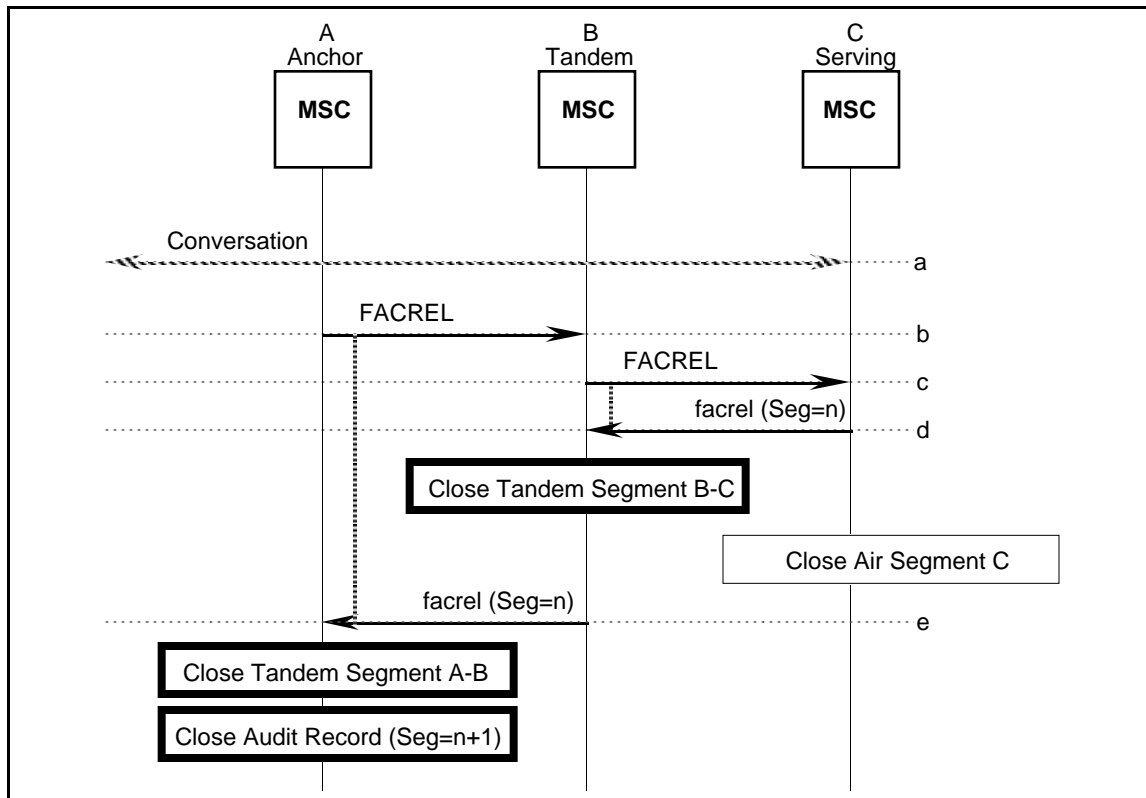 A
Anchor
B
Tandem
C
Serving
MSC
MSC
MSC
Conversation
a
FACREL
b
FACREL
c
facrel (Seg=n)
d
Close Tandem Segment B-C
Close Air Segment C
facrel (Seg=n)
e
Close Tandem Segment A-B
Close Audit Record (Seg=n+1)